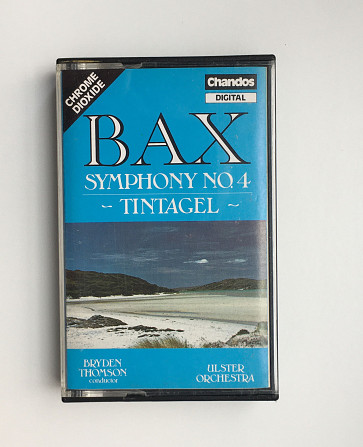 CHROME
DIOXIDE
Chandos
DIGITAL
BAX
SYMPHONY NO. 4
~ TINTAGEL ~
BRYDEN
THOMSON
conductor
ULSTER
ORCHESTRA